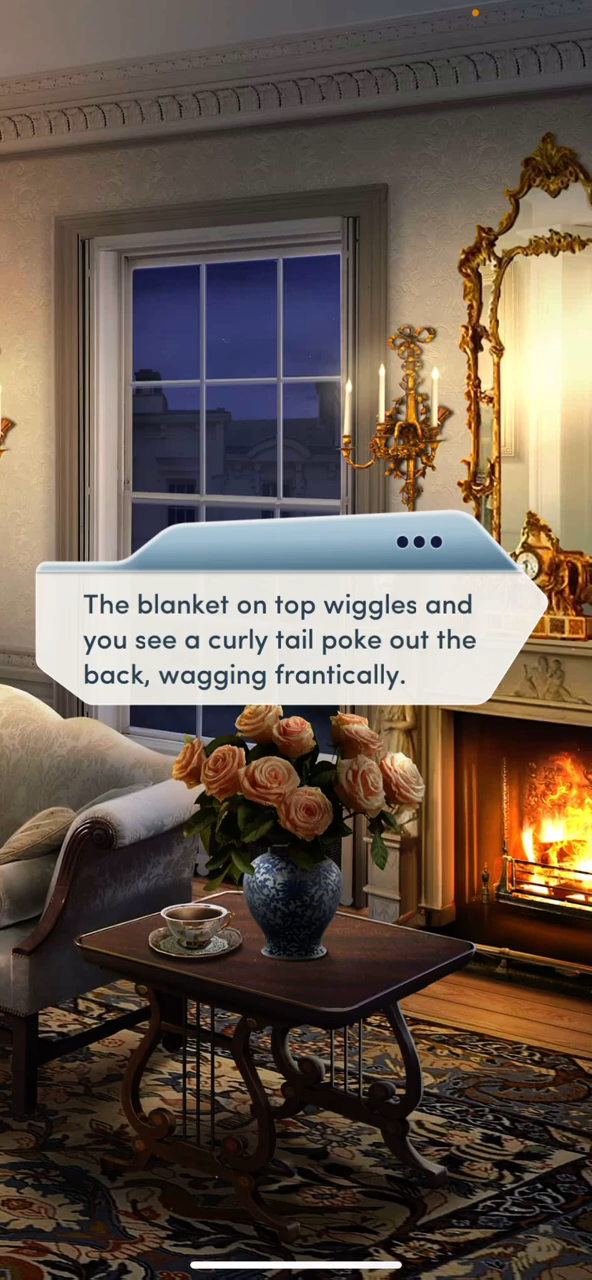 The blanket on top wiggles and
you see a curly tail poke out the
back, wagging frantically.